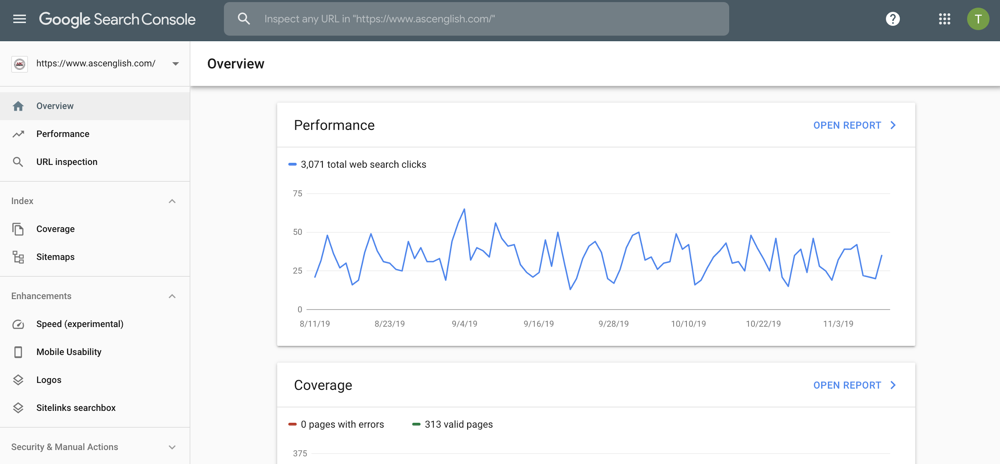 Google Search Console
Inspect any URL in "https://www.ascenglish.com/"
?
T
ASC
https://www.ascenglish.com/
Overview
Performance
URL inspection
Index
Coverage
Sitemaps
Enhancements
Speed (experimental)
Mobile Usability
Logos
Sitelinks searchbox
Security & Manual Actions
Overview
Performance
OPEN REPORT
3,071 total web search clicks
75
50
25
0
8/11/19 8/23/19 9/4/19 9/16/19 9/28/19 10/10/19 10/22/19 11/3/19
Coverage
OPEN REPORT
0 pages with errors 313 valid pages
375